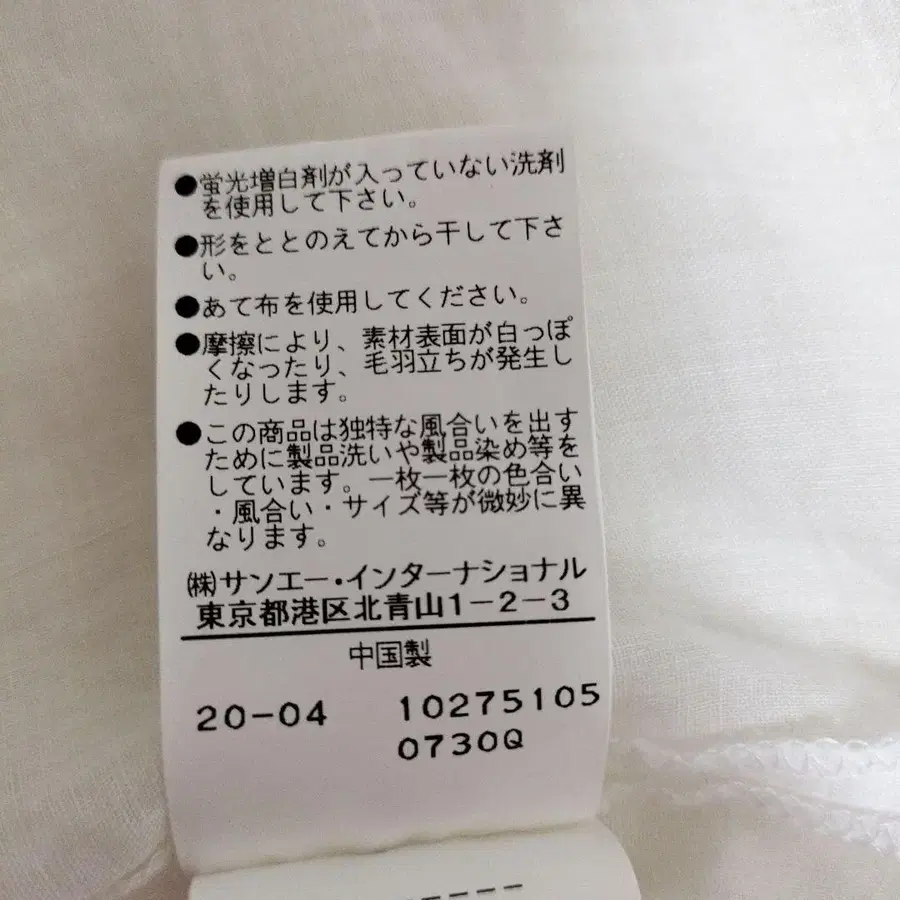 ●蛍光増白剤が入っていない洗剤
を使用して下さい。
●形をととのえてから干して下さ
い。
●あて布を使用してください。
●摩擦により、素材表面が白っぽ
くなったり、毛羽立ちが発生し
たりします。
●この商品は独特な風合いを出す
ために製品洗いや製品染め等を
しています。一枚一枚の色合い
・風合い・サイズ等が微妙に異
なります。
㈱サンエー・インターナショナル
東京都港区北青山1-2-3
中国製
20-04 10275105
0730Q